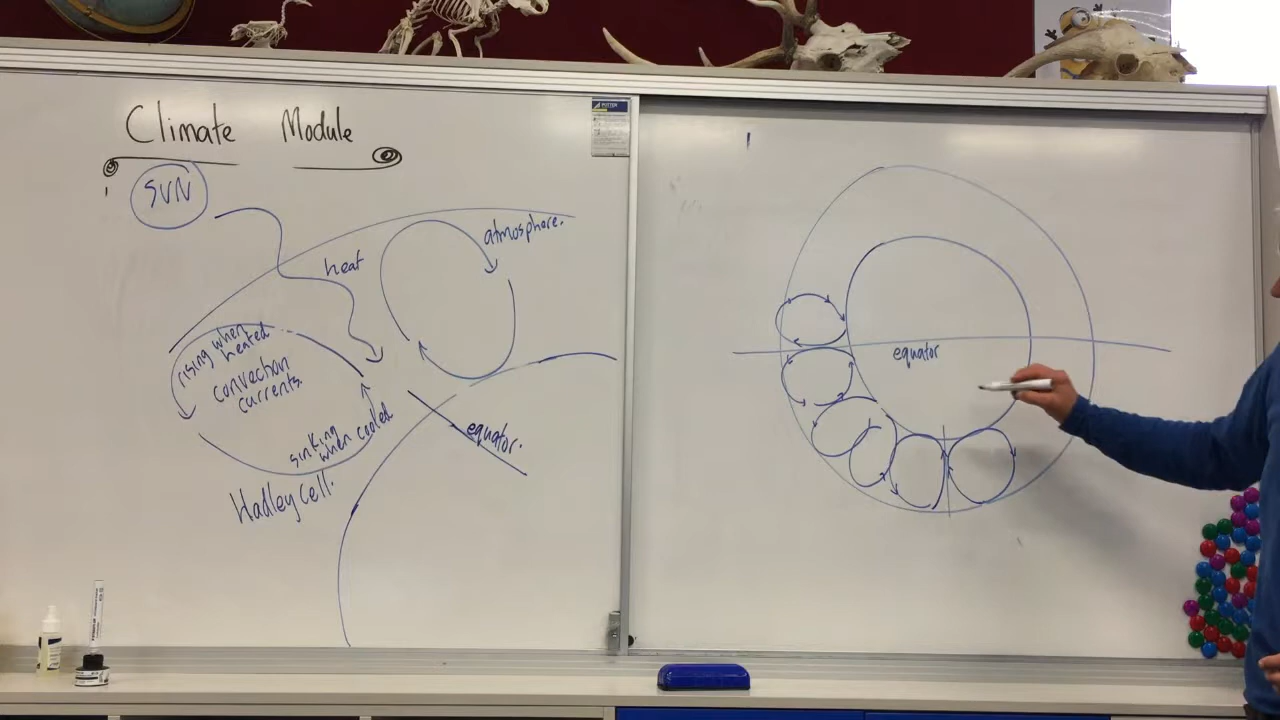 Climate Module
SUN
heat
atmosphere.
rising when
heated
convection
currents.
sinking
when cooled
equator.
Hadley cell.
equator